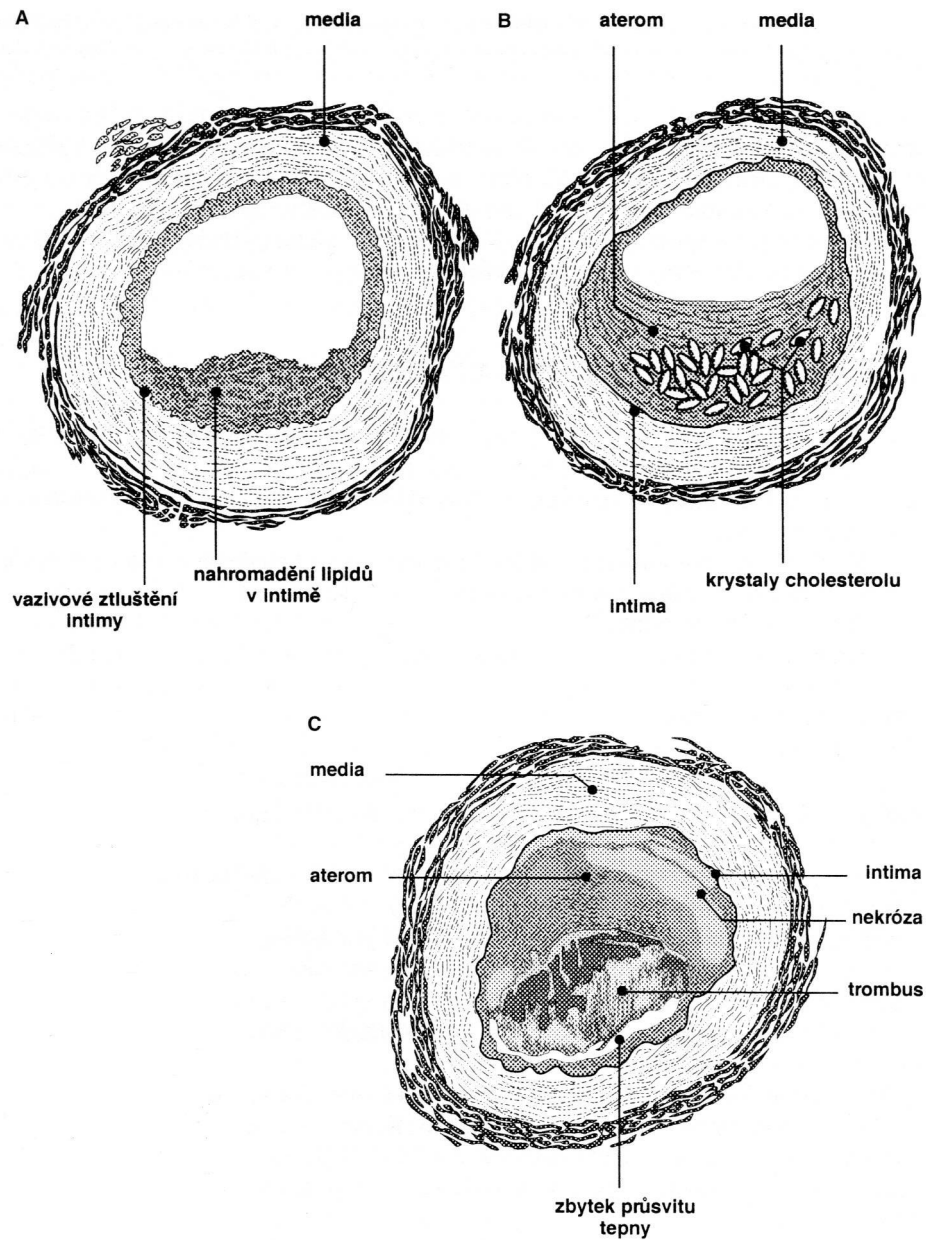 A
media
B
aterom
media
nahromadění lipidů
v intimě
vazivové ztluštění
intimy
krystaly cholesterolu
intima
C
media
aterom
intima
nekróza
trombus
zbytek průsvitu
tepny